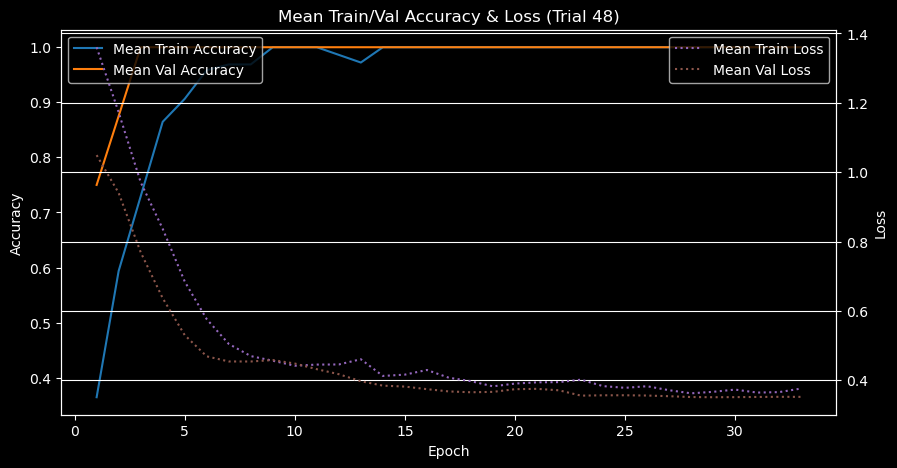 Mean Train/Val Accuracy & Loss (Trial 48)
Mean Train Accuracy
Mean Val Accuracy
Mean Train Loss
Mean Val Loss
1.0
0.9
0.8
0.7
0.6
0.5
0.4
Accuracy
1.4
1.2
1.0
0.8
0.6
0.4
Loss
0 5 10 15 20 25 30
Epoch